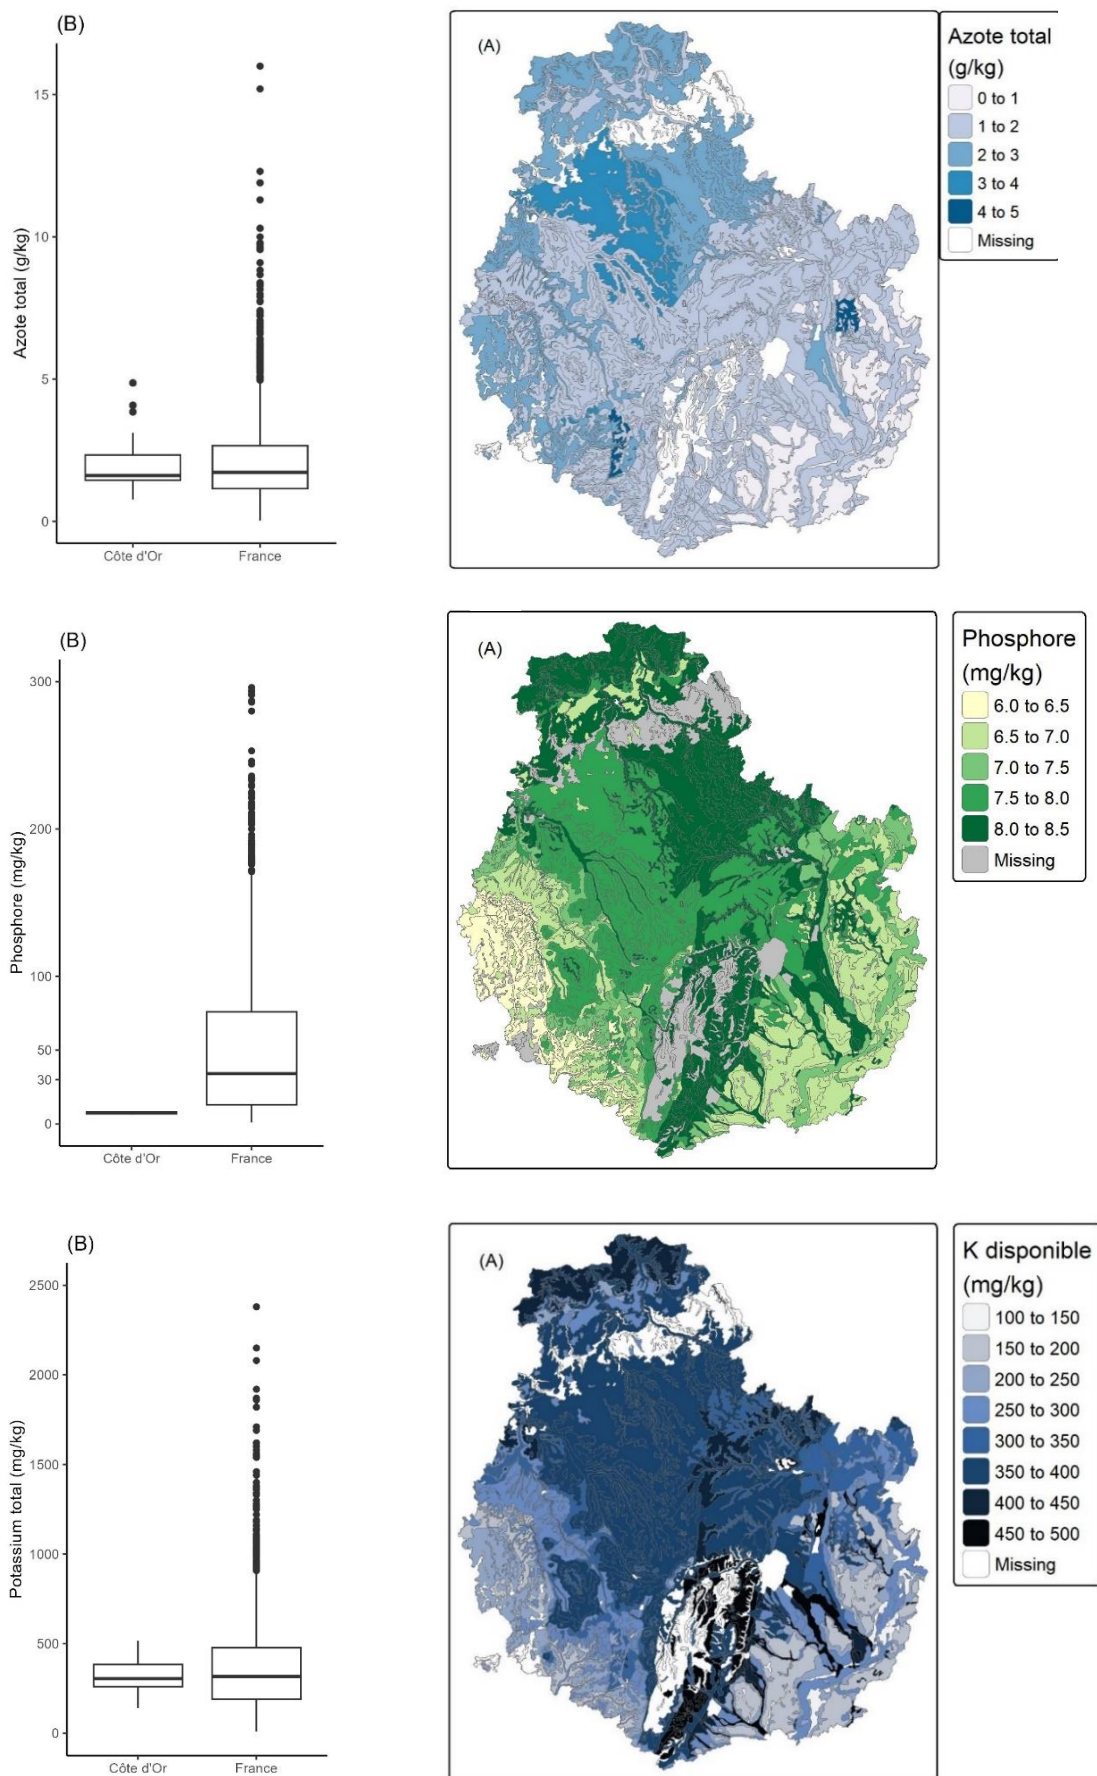 (B)
Azote total (g/kg)
15
10
5
0
Côte d'Or
France
(A)
Azote total
(g/kg)
0 to 1
1 to 2
2 to 3
3 to 4
4 to 5
Missing
(B)
Phosphore (mg/kg)
300
200
100
50
30
0
Côte d'Or
France
(A)
Phosphore
(mg/kg)
6.0 to 6.5
6.5 to 7.0
7.0 to 7.5
7.5 to 8.0
8.0 to 8.5
Missing
(B)
Potassium total (mg/kg)
2500
2000
1500
1000
500
0
Côte d'Or
France
(A)
K disponible
(mg/kg)
100 to 150
150 to 200
200 to 250
250 to 300
300 to 350
350 to 400
400 to 450
450 to 500
Missing